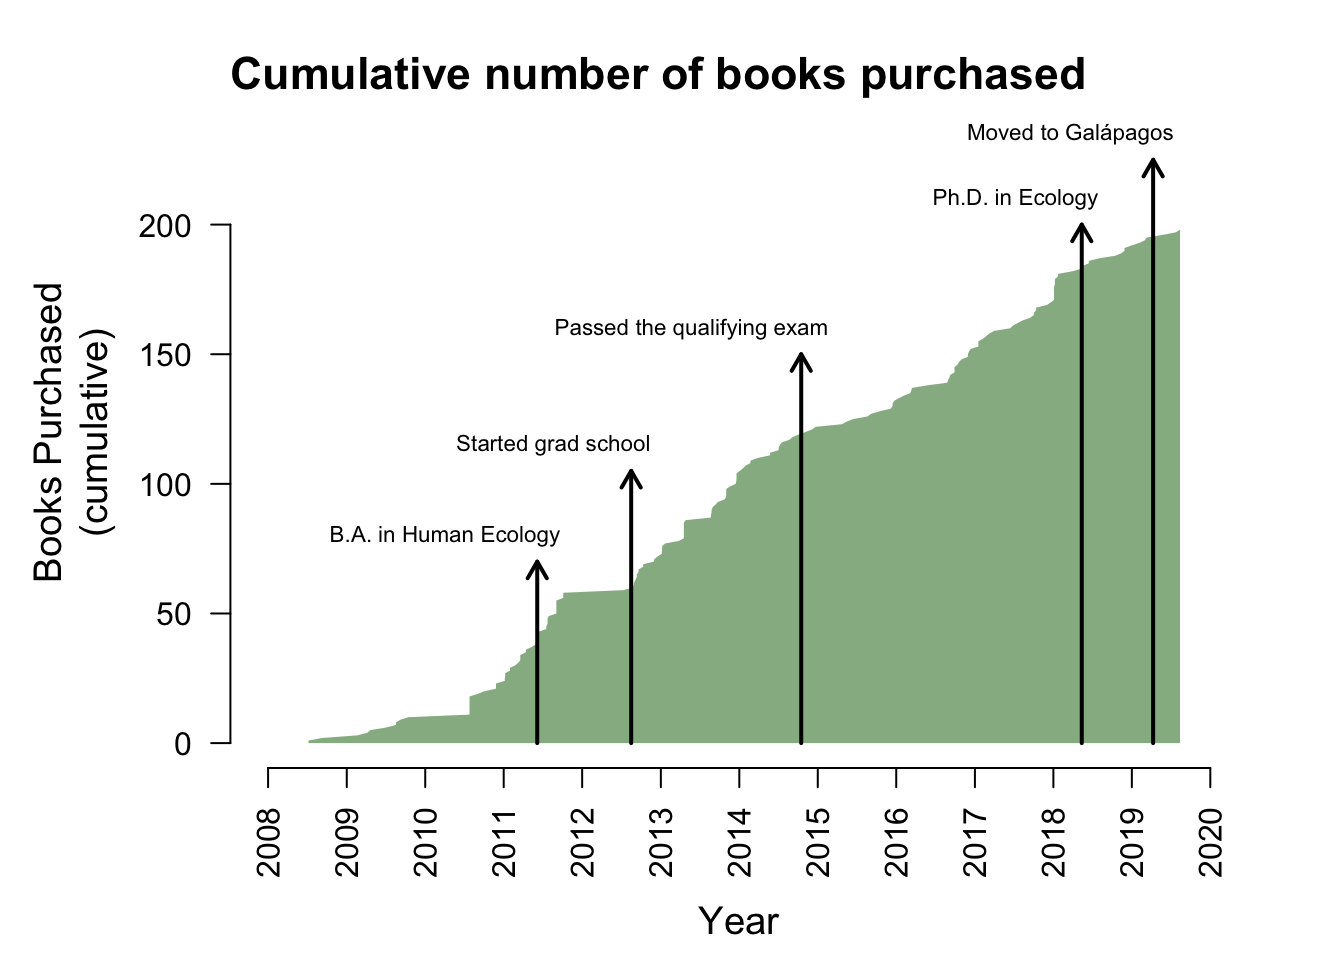 Cumulative number of books purchased
Moved to Galápagos
Ph.D. in Ecology
Passed the qualifying exam
Started grad school
B.A. in Human Ecology
Books Purchased
(cumulative)
200
150
100
50
0
2008
2009
2010
2011
2012
2013
2014
2015
2016
2017
2018
2019
2020
Year